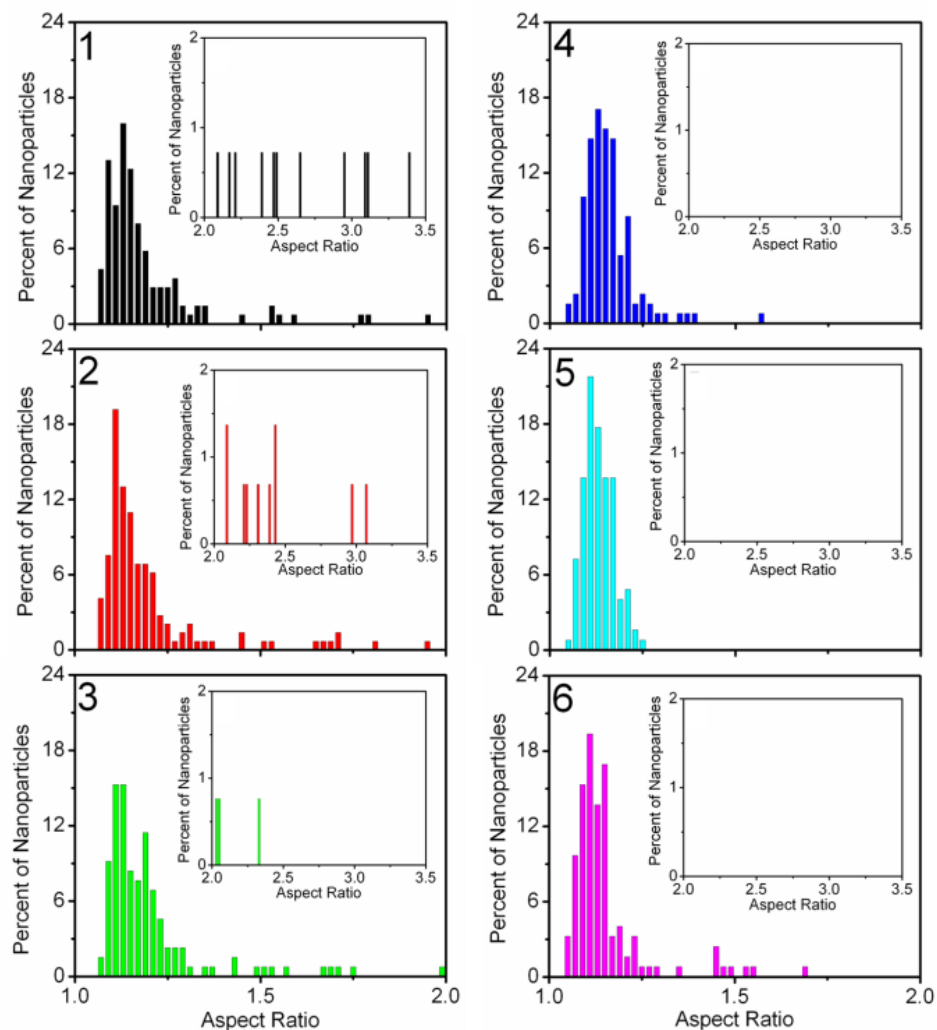 1
24
18
12
6
0
Percent of Nanoparticles
2
1
0
Percent of Nanoparticles
2.0 2.5 3.0 3.5
Aspect Ratio
4
24
18
12
6
0
Percent of Nanoparticles
2
1
0
Percent of Nanoparticles
2.0 2.5 3.0 3.5
Aspect Ratio
2
24
18
12
6
0
Percent of Nanoparticles
2
1
0
Percent of Nanoparticles
2.0 2.5 3.0 3.5
Aspect Ratio
5
24
18
12
6
0
Percent of Nanoparticles
2
1
0
Percent of Nanoparticles
2.0 2.5 3.0 3.5
Aspect Ratio
3
24
18
12
6
0
Percent of Nanoparticles
2
1
0
Percent of Nanoparticles
2.0 2.5 3.0 3.5
Aspect Ratio
1.0 1.5 2.0
Aspect Ratio
6
24
18
12
6
0
Percent of Nanoparticles
2
1
0
Percent of Nanoparticles
2.0 2.5 3.0 3.5
Aspect Ratio
1.0 1.5 2.0
Aspect Ratio